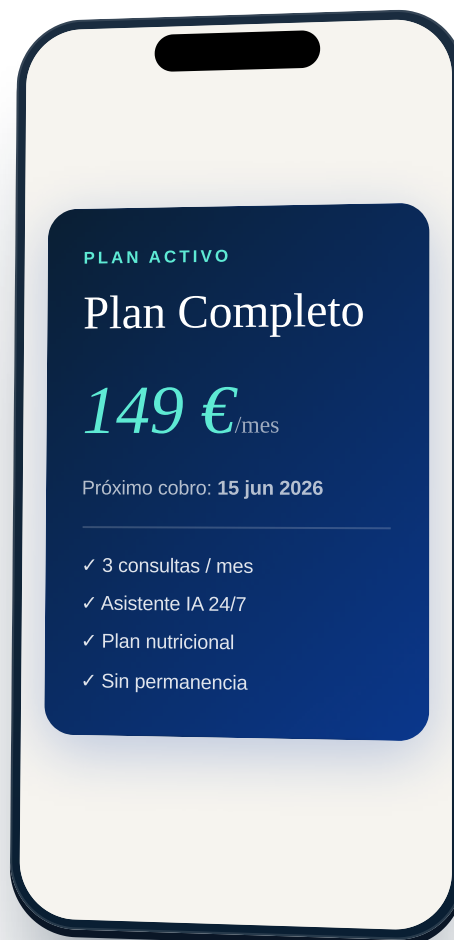 PLAN ACTIVO
Plan Completo
149 €/mes
Próximo cobro: 15 jun 2026
✓ 3 consultas / mes
✓ Asistente IA 24/7
✓ Plan nutricional
✓ Sin permanencia